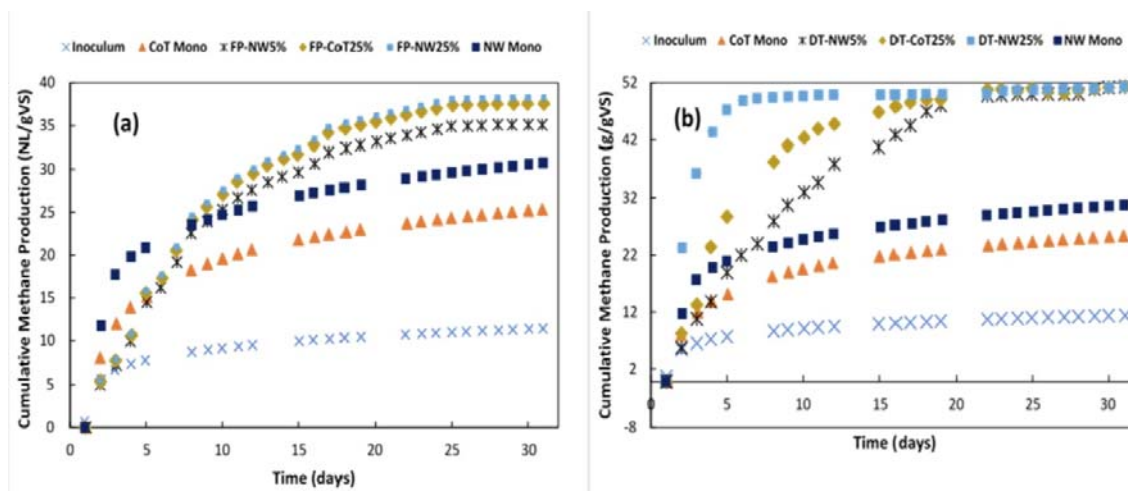 Inoculum CoT Mono FP-NW5% FP-CoT25% FP-NW25% NW Mono
(a)
Cumulative Methane Production (NL/gVS)
40
35
30
25
20
15
10
5
0
0 5 10 15 20 25 30
Time (days)
Inoculum CoT Mono DT-NW5% DT-CoT25% DT-NW25% NW Mono
(b)
Cumulative Methane Production (g/gVS)
52
42
32
22
12
2
-8
0 5 10 15 20 25 30
Time (days)